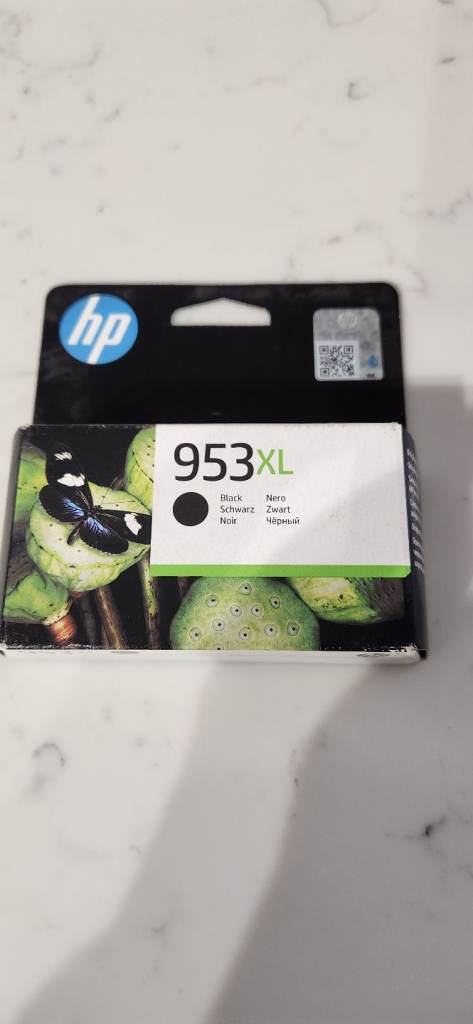 hp
953XL
Black Nero
Schwarz Zwart
Noir Чёрный